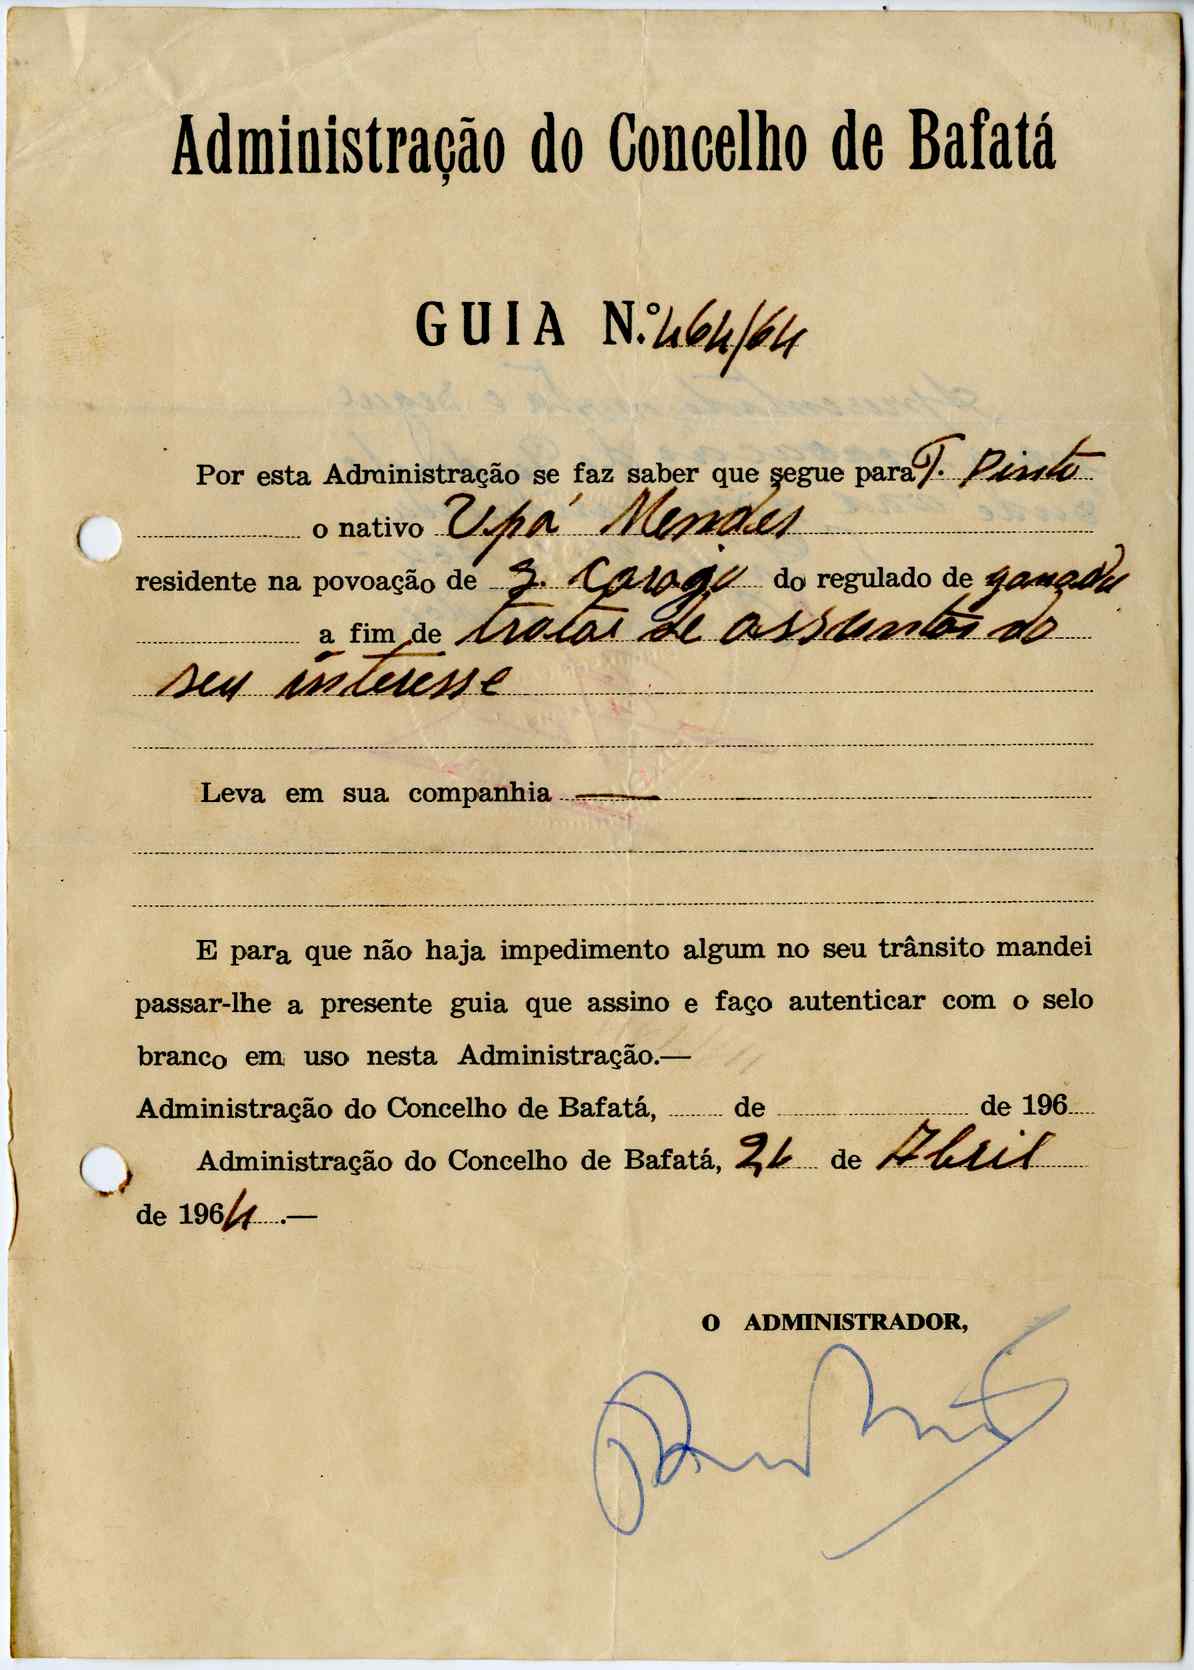 Administração do Concelho de Bafatá
GUIA N.º 464/64
Por esta Administração se faz saber que segue para T. Pinto
o nativo Upá Mendes
residente na povoação de S. Corogo do regulado de ganadu
a fim de tratar de assuntos do
seu interesse
Leva em sua companhia —
E para que não haja impedimento algum no seu trânsito mandei
passar-lhe a presente guia que assino e faço autenticar com o selo
branco em uso nesta Administração.—
Administração do Concelho de Bafatá, de de 196
Administração do Concelho de Bafatá, 26 de Abril
de 1964.—
O ADMINISTRADOR,